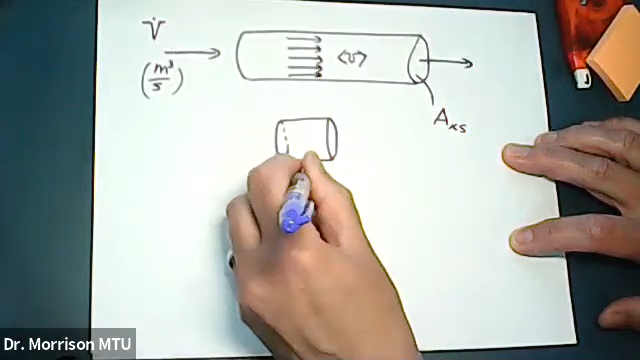 V̇
(m³/s)
<v>
Aₓₛ
Dr. Morrison MTU